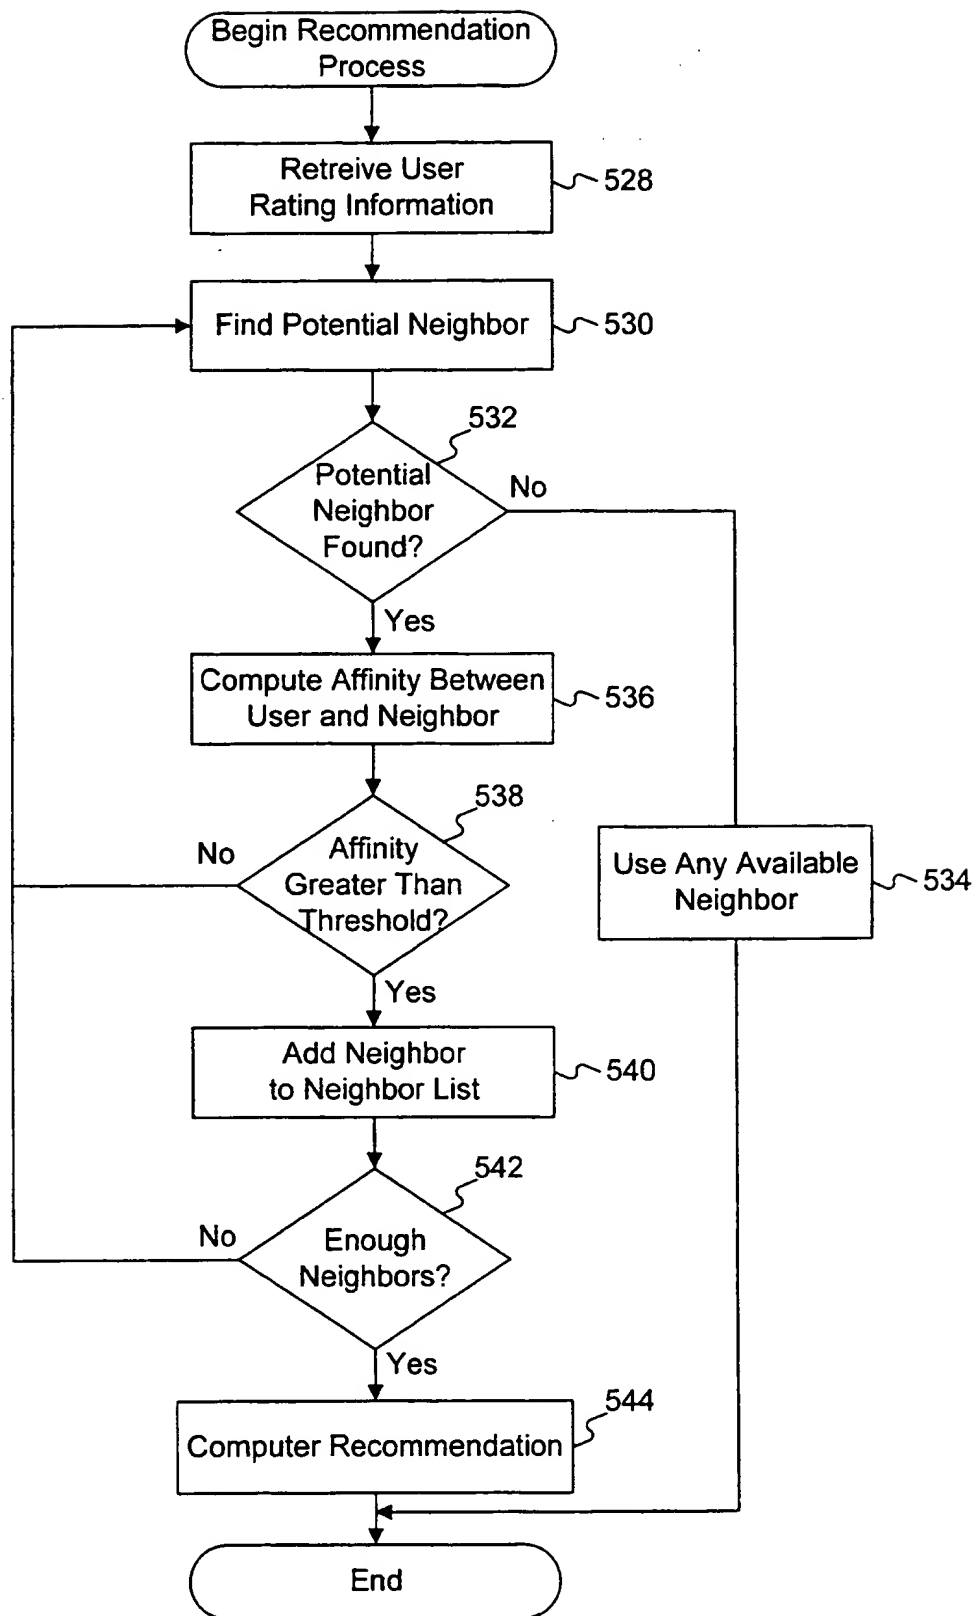 Begin Recommendation
Process
Retreive User
Rating Information
528
Find Potential Neighbor
530
532
Potential
Neighbor
Found?
No
Yes
Compute Affinity Between
User and Neighbor
536
538
No
Affinity
Greater Than
Threshold?
Use Any Available
Neighbor
534
Yes
Add Neighbor
to Neighbor List
540
542
No
Enough
Neighbors?
Yes
544
Computer Recommendation
End